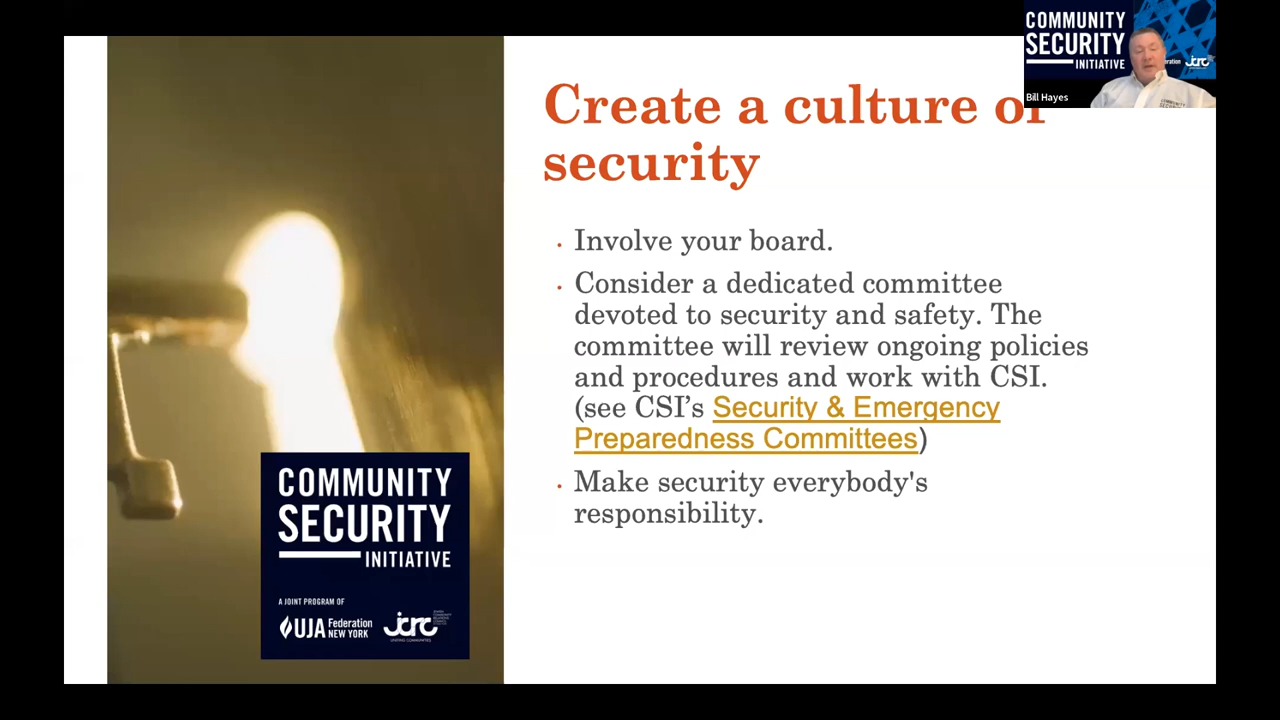 COMMUNITY
SECURITY
INITIATIVE
jcrc
Bill Hayes
Create a culture of
security
· Involve your board.
· Consider a dedicated committee
devoted to security and safety. The
committee will review ongoing policies
and procedures and work with CSI.
(see CSI’s Security & Emergency
Preparedness Committees)
· Make security everybody's
responsibility.
COMMUNITY
SECURITY
INITIATIVE
A JOINT PROGRAM OF
UJA Federation
NEW YORK
jcrc